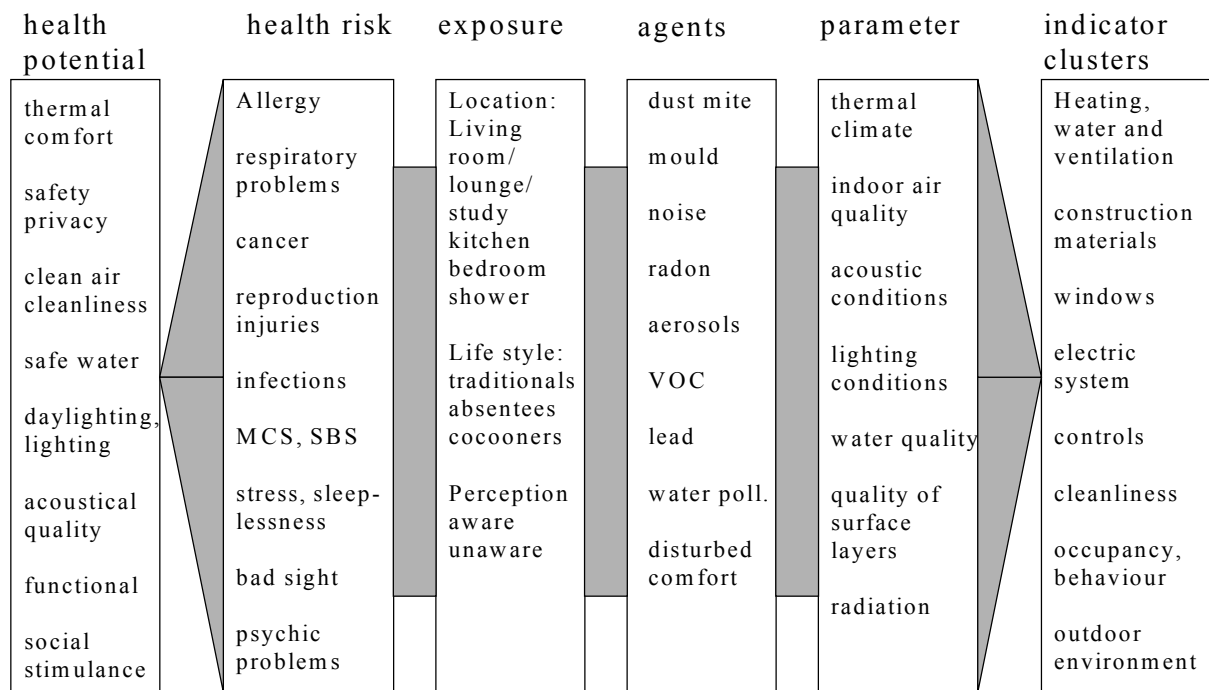 health
potential
thermal
comfort
safety
privacy
clean air
cleanliness
safe water
daylighting,
lighting
acoustical
quality
functional
social
stimulance
health risk
Allergy
respiratory
problems
cancer
reproduction
injuries
infections
MCS, SBS
stress, sleep-
lessness
bad sight
psychic
problems
exposure
Location:
Living
room/
lounge/
study
kitchen
bedroom
shower
Life style:
traditionals
absentees
cocooners
Perception
aware
unaware
agents
dust mite
mould
noise
radon
aerosols
VOC
lead
water poll.
disturbed
comfort
parameter
thermal
climate
indoor air
quality
acoustic
conditions
lighting
conditions
water quality
quality of
surface
layers
radiation
indicator
clusters
Heating,
water and
ventilation
construction
materials
windows
electric
system
controls
cleanliness
occupancy,
behaviour
outdoor
environment